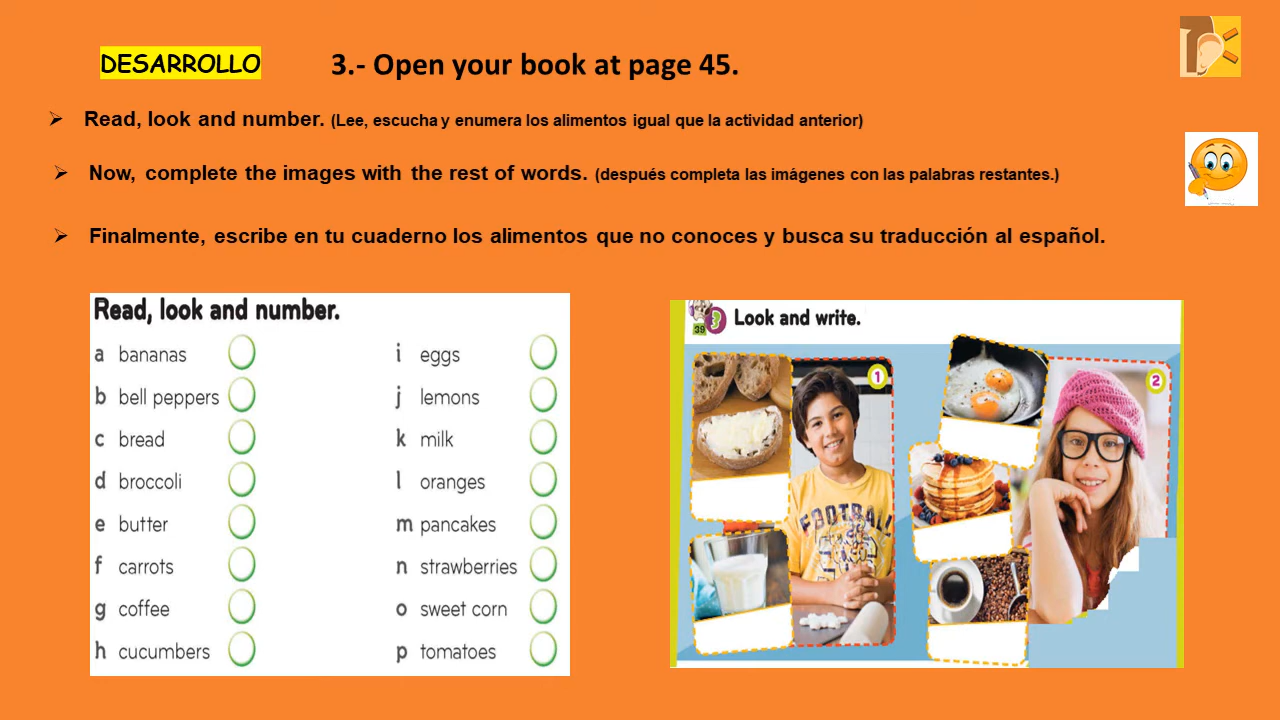 DESARROLLO
3.- Open your book at page 45.
➢ Read, look and number. (Lee, escucha y enumera los alimentos igual que la actividad anterior)
➢ Now, complete the images with the rest of words. (después completa las imágenes con las palabras restantes.)
➢ Finalmente, escribe en tu cuaderno los alimentos que no conoces y busca su traducción al español.
Read, look and number.
a bananas
b bell peppers
c bread
d broccoli
e butter
f carrots
g coffee
h cucumbers
i eggs
j lemons
k milk
l oranges
m pancakes
n strawberries
o sweet corn
p tomatoes
39 3 Look and write.
1
FOOTBALL
2